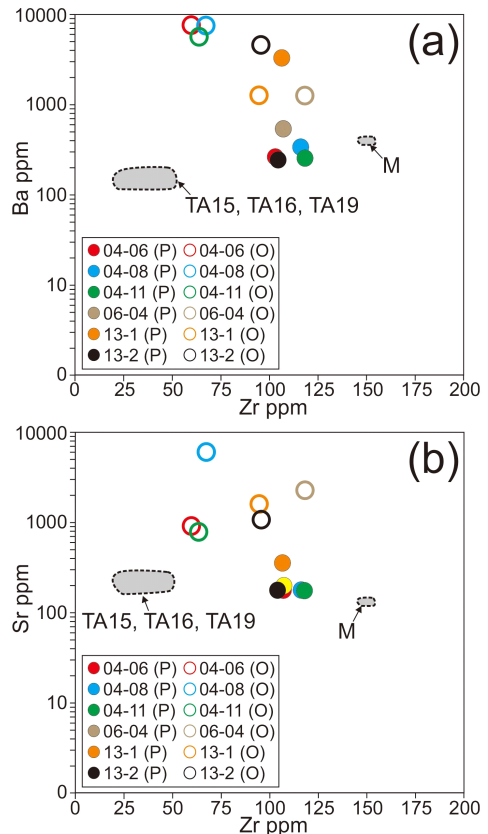 10000
(a)
1000
Ba ppm
M
100
TA15, TA16, TA19
04-06 (P) 04-06 (O)
04-08 (P) 04-08 (O)
04-11 (P) 04-11 (O)
10
06-04 (P) 06-04 (O)
13-1 (P) 13-1 (O)
13-2 (P) 13-2 (O)
0
0 25 50 75 100 125 150 175 200
Zr ppm
10000
(b)
1000
Sr ppm
100
TA15, TA16, TA19
M
04-06 (P) 04-06 (O)
04-08 (P) 04-08 (O)
10
04-11 (P) 04-11 (O)
06-04 (P) 06-04 (O)
13-1 (P) 13-1 (O)
13-2 (P) 13-2 (O)
0
0 25 50 75 100 125 150 175 200
Zr ppm